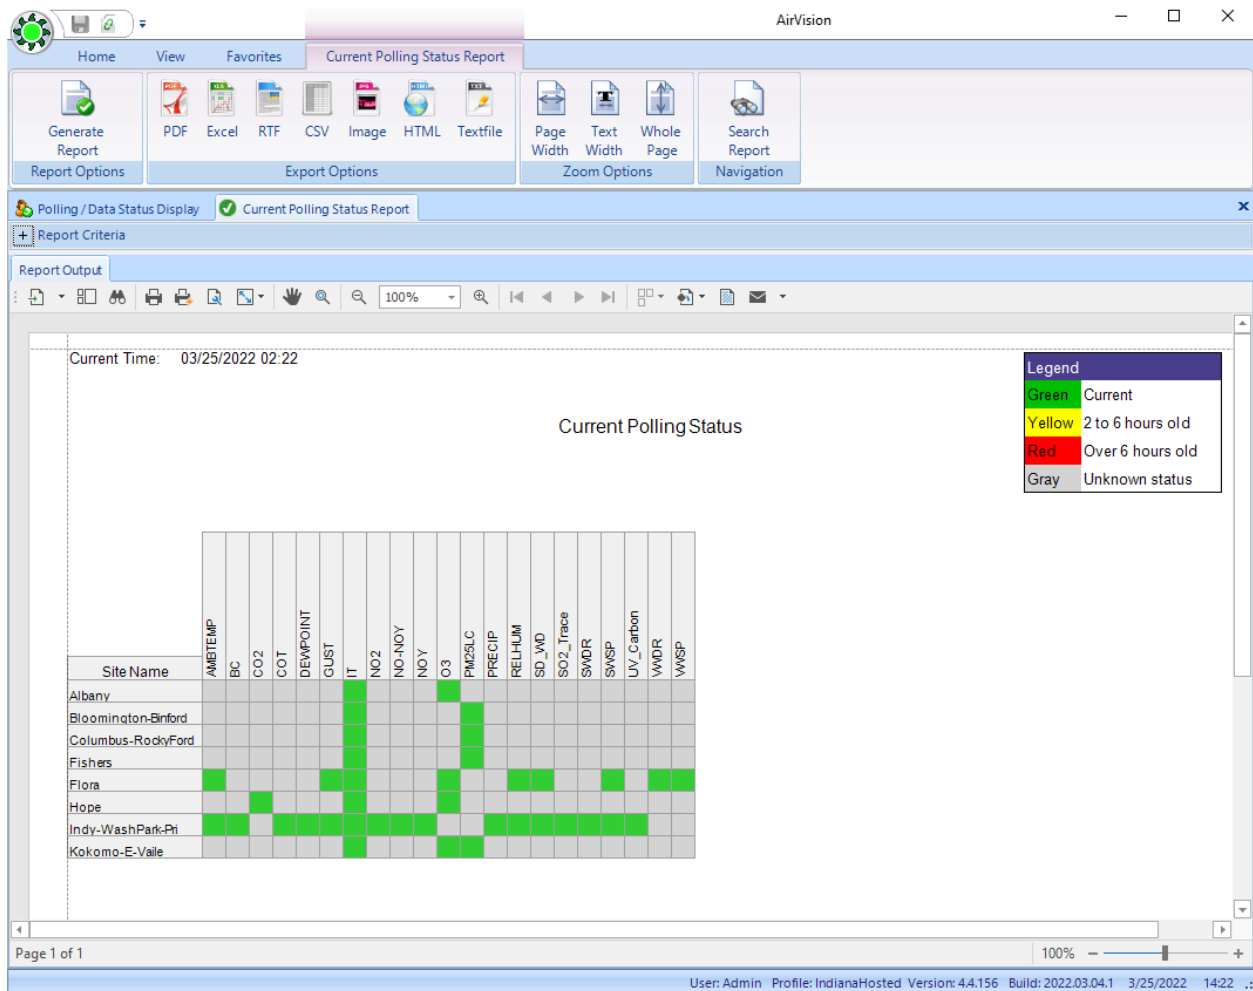 AirVision
Home View Favorites Current Polling Status Report
Generate Report PDF Excel RTF CSV Image HTML Textfile Page Width Text Width Whole Page Search Report
Report Options Export Options Zoom Options Navigation
Polling / Data Status Display Current Polling Status Report
+ Report Criteria
Report Output
100%
Current Time: 03/25/2022 02:22
Legend
Green Current
Yellow 2 to 6 hours old
Red Over 6 hours old
Gray Unknown status
Current Polling Status
Site Name AMBTEMP BC CO2 COT DEWPOINT GUST IT NO2 NO-NOY NOY O3 PM25LC PRECIP RELHUM SD_WD SO2_Trace SWDR SWSP UV_Carbon VWDR VWSP
Albany
Bloomington-Binford
Columbus-RockyFord
Fishers
Flora
Hope
Indy-WashPark-Pri
Kokomo-E-Vaile
Page 1 of 1 100%
User: Admin Profile: IndianaHosted Version: 4.4.156 Build: 2022.03.04.1 3/25/2022 14:22